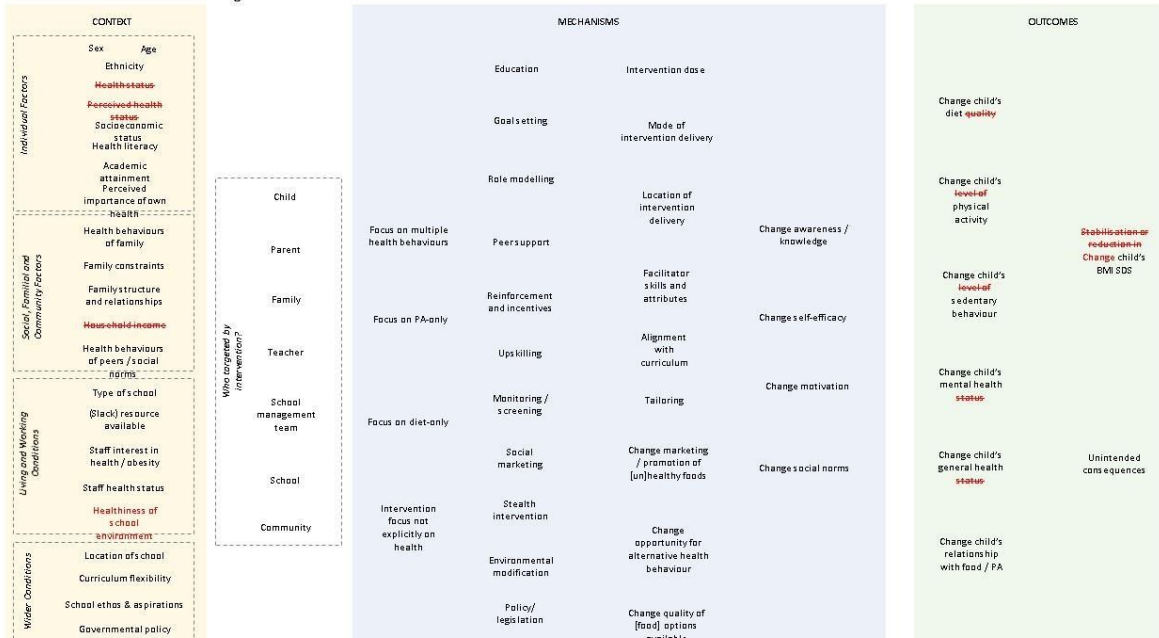 CONTEXT
Individual Factors
Sex
Age
Ethnicity
Health status
Perceived health
status
Socioeconomic
status
Health literacy
Academic
attainment
Perceived
importance of own
health
Social, Familial and
Community Factors
Health behaviours
of family
Family constraints
Family structure
and relationships
Household income
Health behaviours
of peers / social
norms
Living and Working
Conditions
Type of school
(Slack) resource
available
Staff interest in
health / obesity
Staff health status
Healthiness of
school
environment
Wider Conditions
Location of school
Curriculum flexibility
School ethos & aspirations
Governmental policy
Who targeted by
intervention?
Child
Parent
Family
Teacher
School
management
team
School
Community
MECHANISMS
Focus on multiple
health behaviours
Focus on PA-only
Focus on diet-only
Intervention
focus not
explicitly on
health
Education
Goal setting
Role modelling
Peer support
Reinforcement
and incentives
Upskilling
Monitoring /
screening
Social
marketing
Stealth
intervention
Environmental
modification
Policy/
legislation
Intervention dose
Mode of
intervention delivery
Location of
intervention
delivery
Facilitator
skills and
attributes
Alignment
with
curriculum
Tailoring
Change marketing
/ promotion of
[un]healthy foods
Change
opportunity for
alternative health
behaviour
Change quality of
[food] options
Change awareness /
knowledge
Change self-efficacy
Change motivation
Change social norms
OUTCOMES
Change child's
diet quality
Change child's
level of
physical
activity
Change child's
level of
sedentary
behaviour
Change child's
mental health
status
Change child's
general health
status
Change child's
relationship
with food / PA
Stabilisation or
reduction in
Change child's
BMI SDS
Unintended
consequences